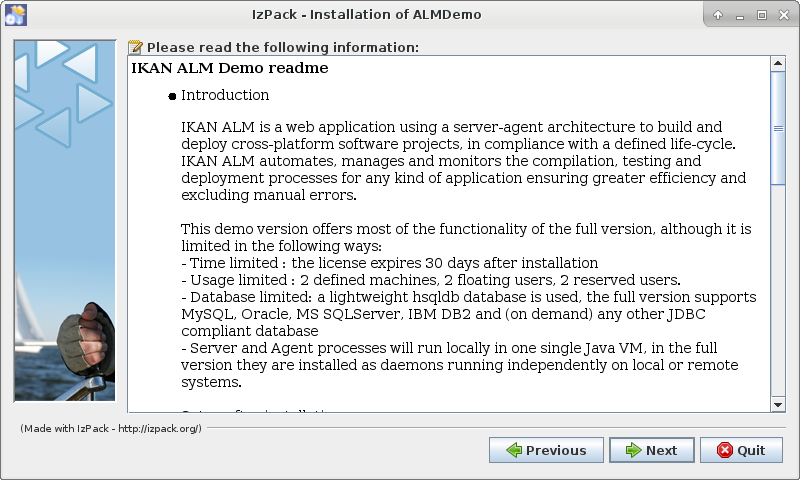 IzPack - Installation of ALMDemo
Please read the following information:
IKAN ALM Demo readme
Introduction
IKAN ALM is a web application using a server-agent architecture to build and
deploy cross-platform software projects, in compliance with a defined life-cycle.
IKAN ALM automates, manages and monitors the compilation, testing and
deployment processes for any kind of application ensuring greater efficiency and
excluding manual errors.
This demo version offers most of the functionality of the full version, although it is
limited in the following ways:
- Time limited : the license expires 30 days after installation
- Usage limited : 2 defined machines, 2 floating users, 2 reserved users.
- Database limited: a lightweight hsqldb database is used, the full version supports
MySQL, Oracle, MS SQLServer, IBM DB2 and (on demand) any other JDBC
compliant database
- Server and Agent processes will run locally in one single Java VM, in the full
version they are installed as daemons running independently on local or remote
systems.
(Made with IzPack - http://izpack.org/)
Previous
Next
Quit